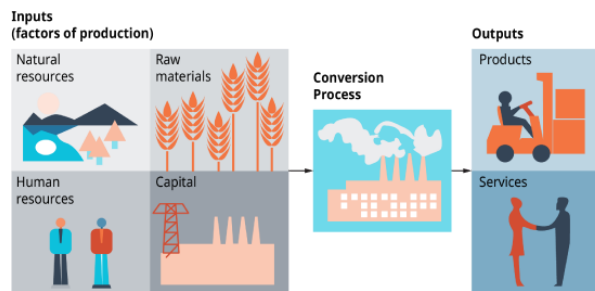 Inputs
(factors of production)
Outputs
Natural
resources
Raw
materials
Conversion
Process
Products
Human
resources
Capital
Services